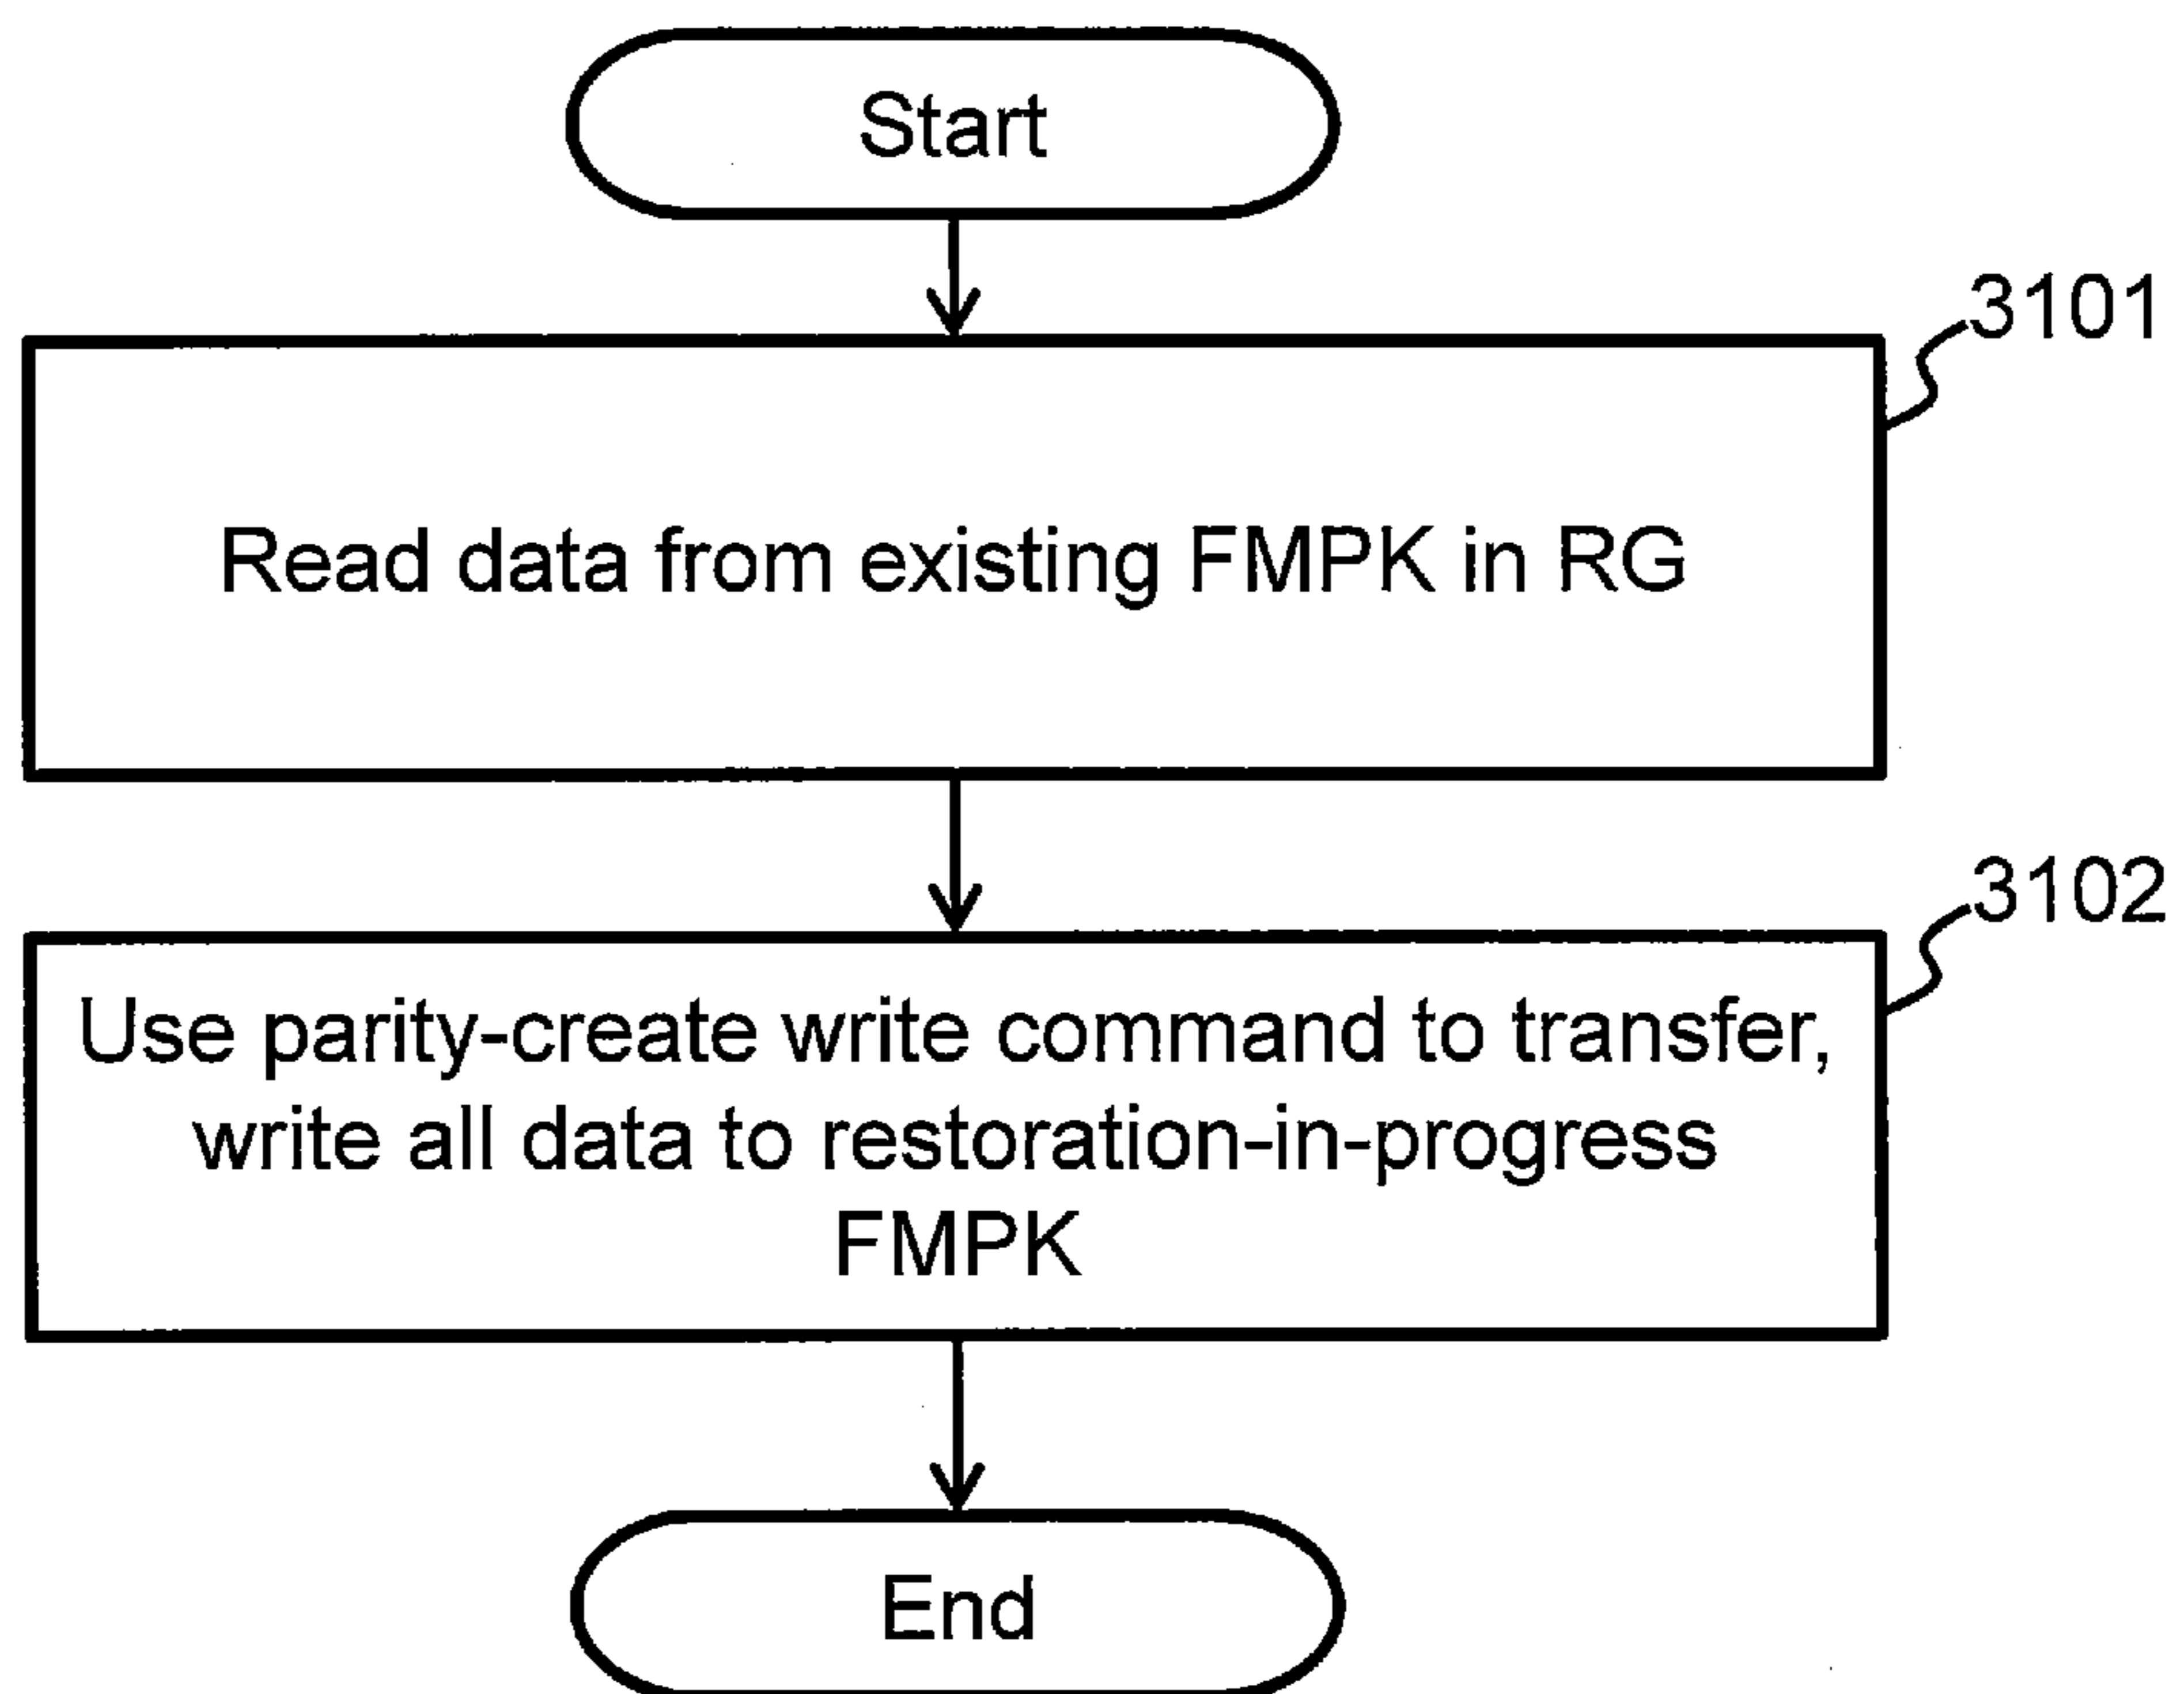 Start
3101
Read data from existing FMPK in RG
3102
Use parity-create write command to transfer,
write all data to restoration-in-progress
FMPK
End